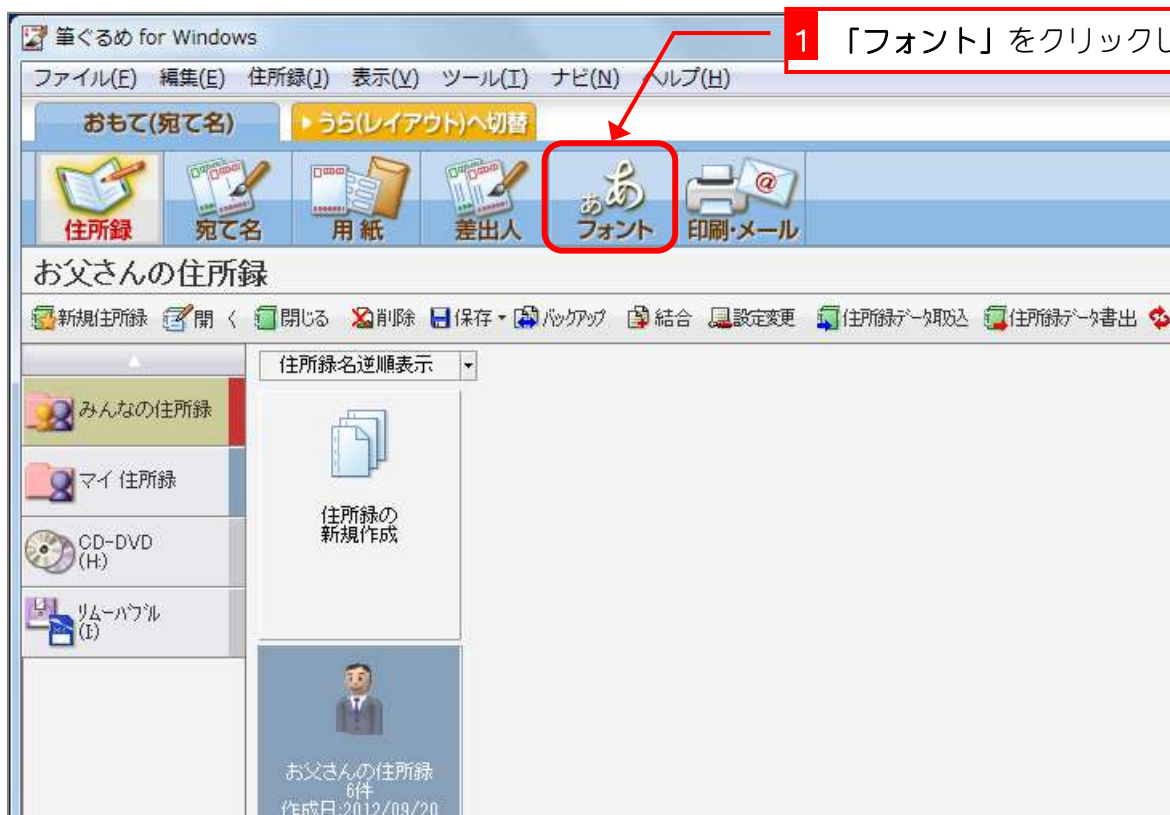 筆ぐるめ for Windows
1 「フォント」をクリックし
ファイル(F) 編集(E) 住所録(J) 表示(V) ツール(T) ナビ(N) ヘルプ(H)
おもて(宛て名) うら(レイアウト)へ切替
住所録 宛て名 用紙 差出人 フォント 印刷・メール
お父さんの住所録
新規住所録 開く 閉じる 削除 保存 バックアップ 結合 設定変更 住所録データ取込 住所録データ書出
住所録名逆順表示
みんなの住所録
マイ住所録
CD-DVD
(H:)
リムーバブル
(I:)
住所録の
新規作成
お父さんの住所録
6件
作成日:2012/09/20